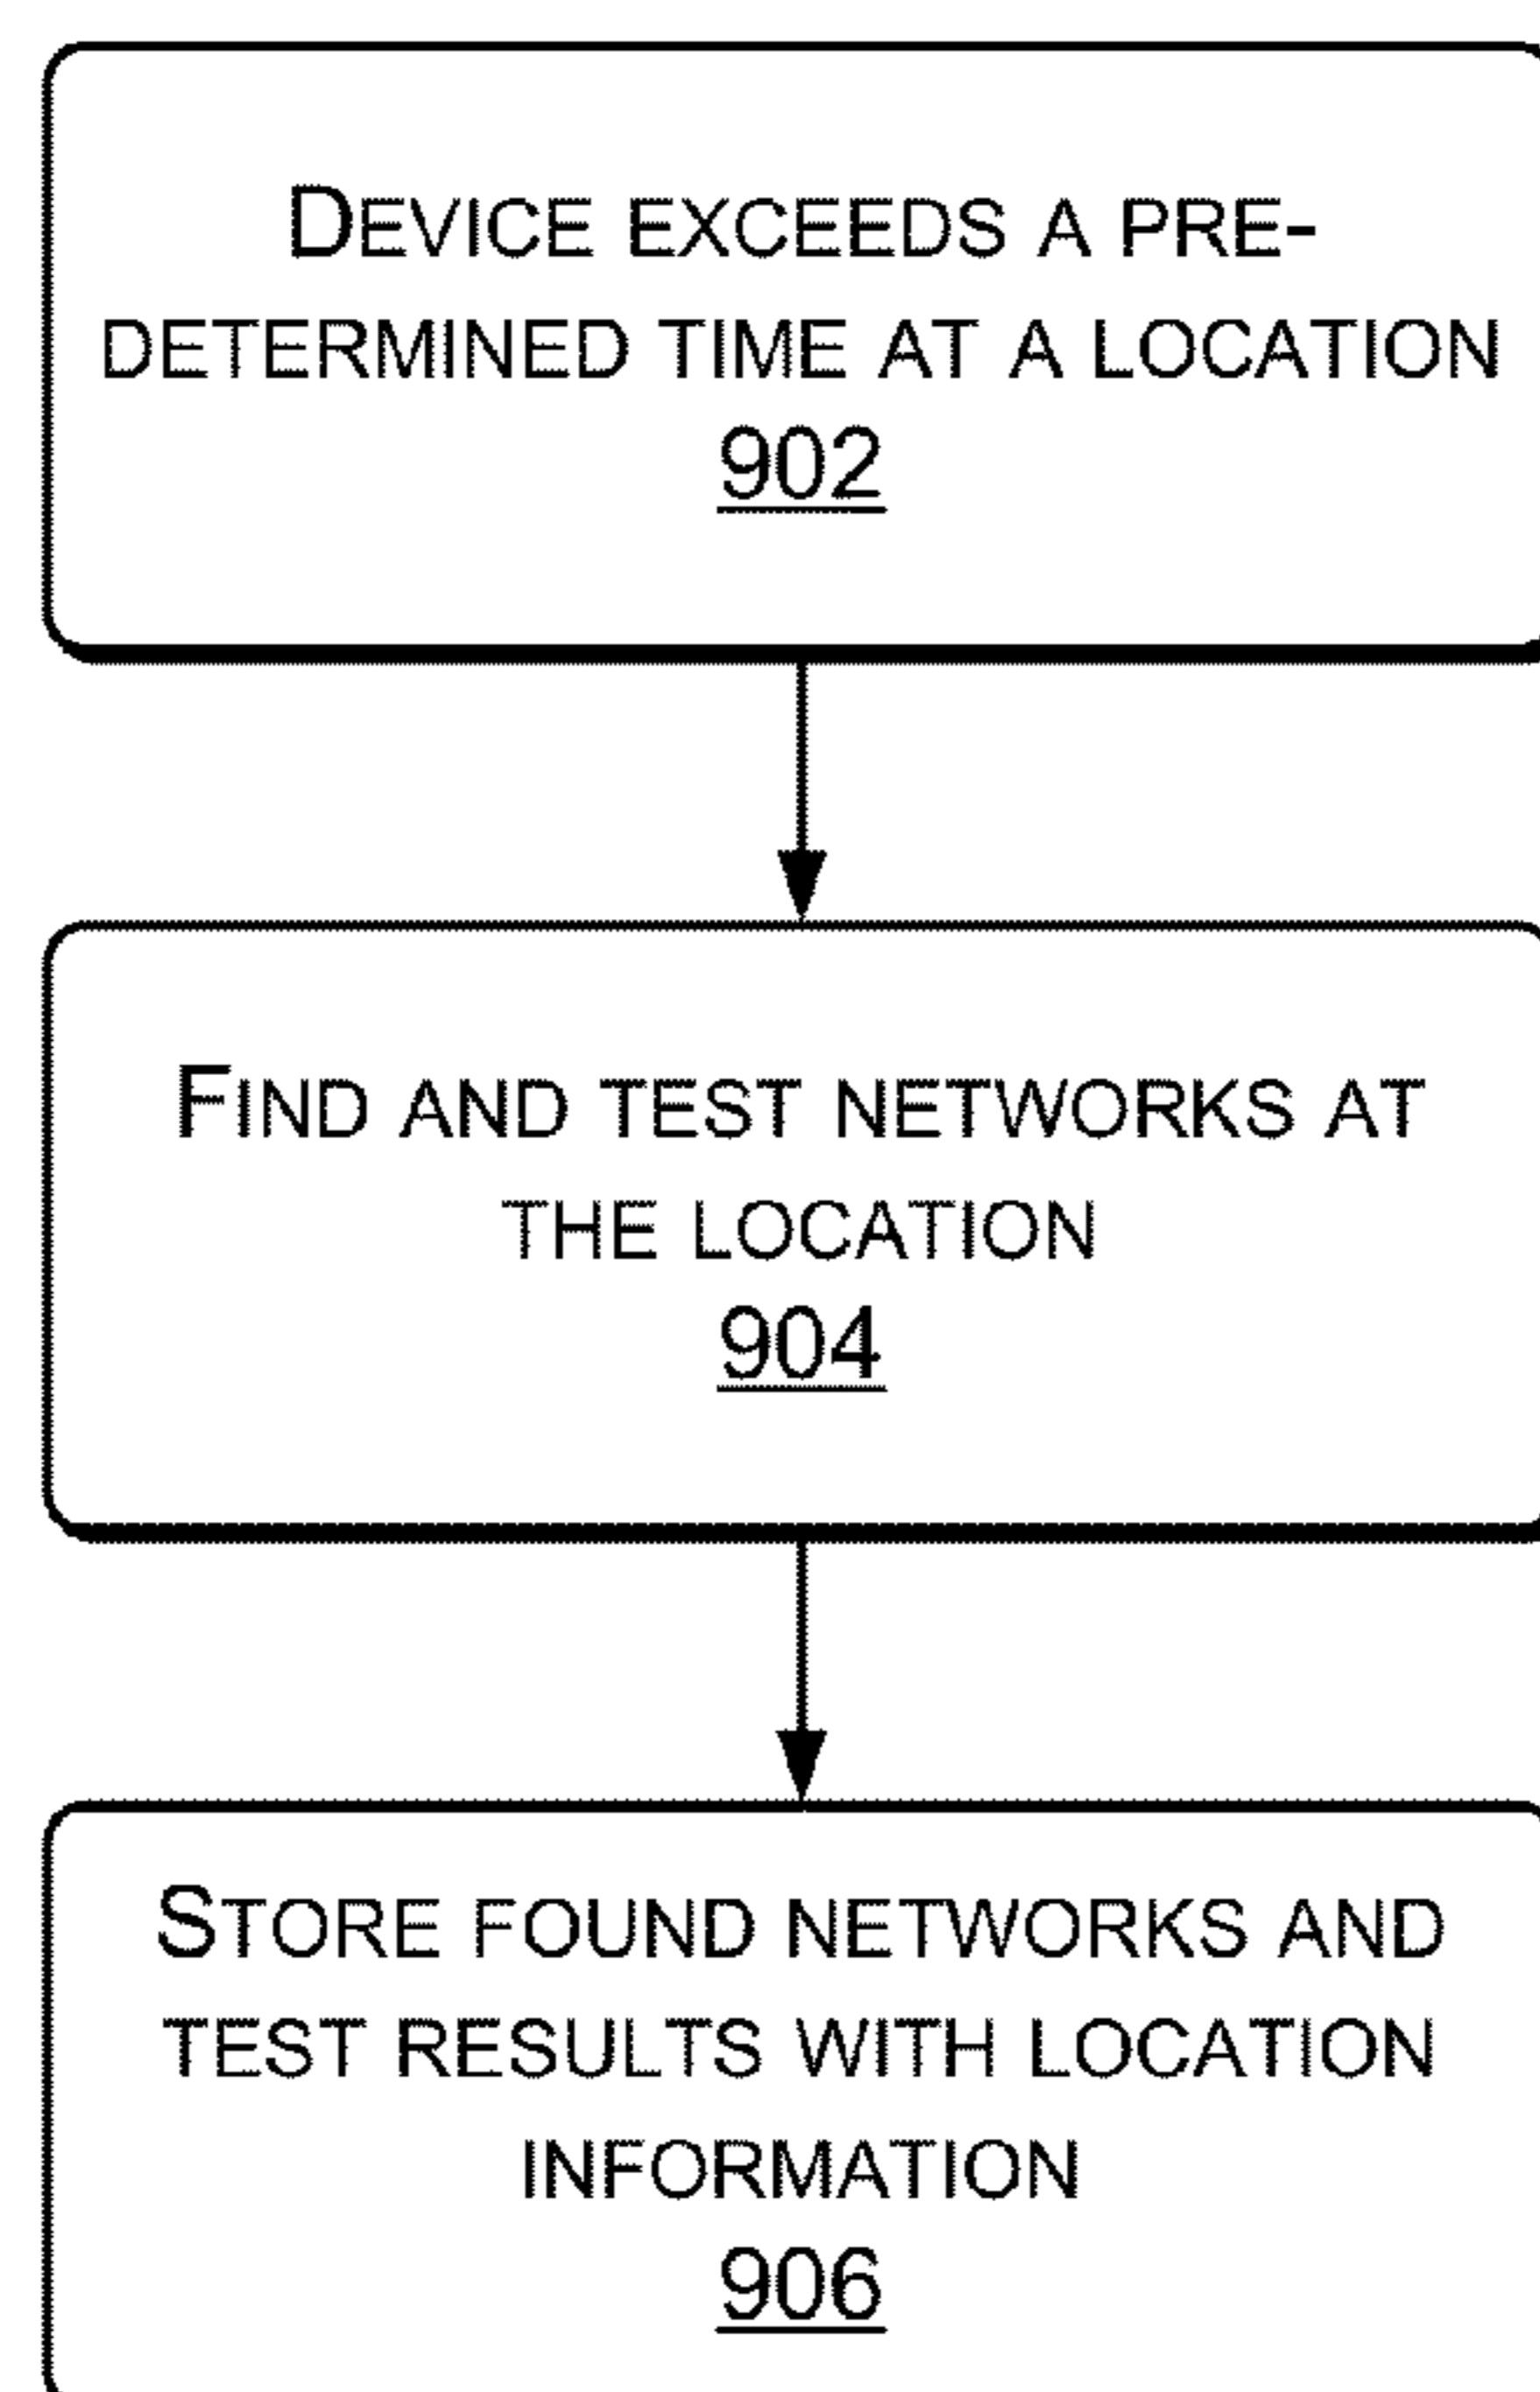 DEVICE EXCEEDS A PRE-
DETERMINED TIME AT A LOCATION
902
FIND AND TEST NETWORKS AT
THE LOCATION
904
STORE FOUND NETWORKS AND
TEST RESULTS WITH LOCATION
INFORMATION
906